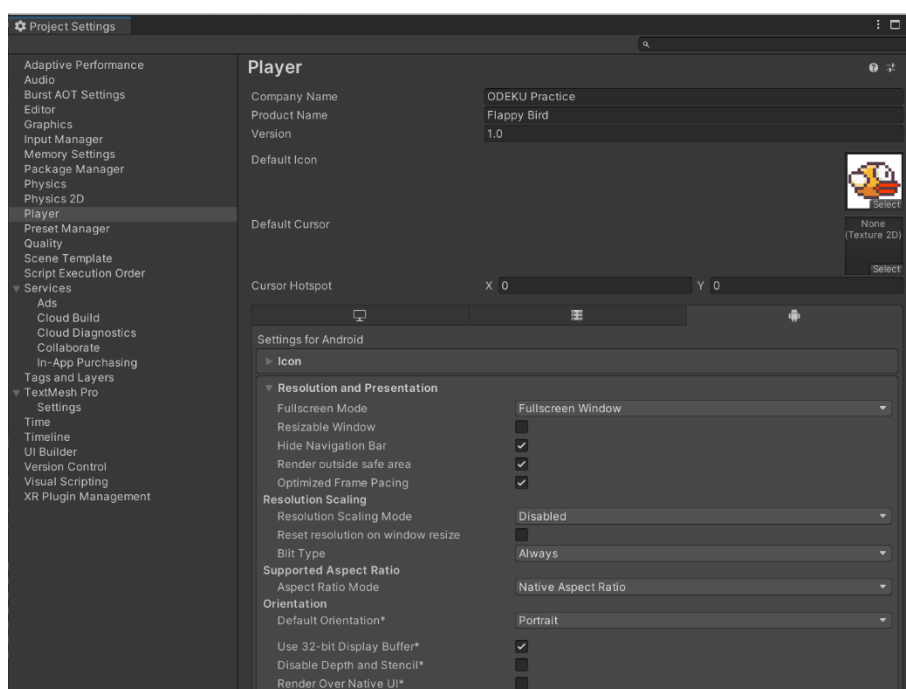 Project Settings
Adaptive Performance
Audio
Burst AOT Settings
Editor
Graphics
Input Manager
Memory Settings
Package Manager
Physics
Physics 2D
Player
Preset Manager
Quality
Scene Template
Script Execution Order
Services
Ads
Cloud Build
Cloud Diagnostics
Collaborate
In-App Purchasing
Tags and Layers
TextMesh Pro
Settings
Time
Timeline
UI Builder
Version Control
Visual Scripting
XR Plugin Management
Player
Company Name ODEKU Practice
Product Name Flappy Bird
Version 1.0
Default Icon
Select
Default Cursor
None
(Texture 2D)
Select
Cursor Hotspot X 0 Y 0
Settings for Android
Icon
Resolution and Presentation
Fullscreen Mode Fullscreen Window
Resizable Window
Hide Navigation Bar
Render outside safe area
Optimized Frame Pacing
Resolution Scaling
Resolution Scaling Mode Disabled
Reset resolution on window resize
Blit Type Always
Supported Aspect Ratio
Aspect Ratio Mode Native Aspect Ratio
Orientation
Default Orientation* Portrait
Use 32-bit Display Buffer*
Disable Depth and Stencil*
Render Over Native UI*